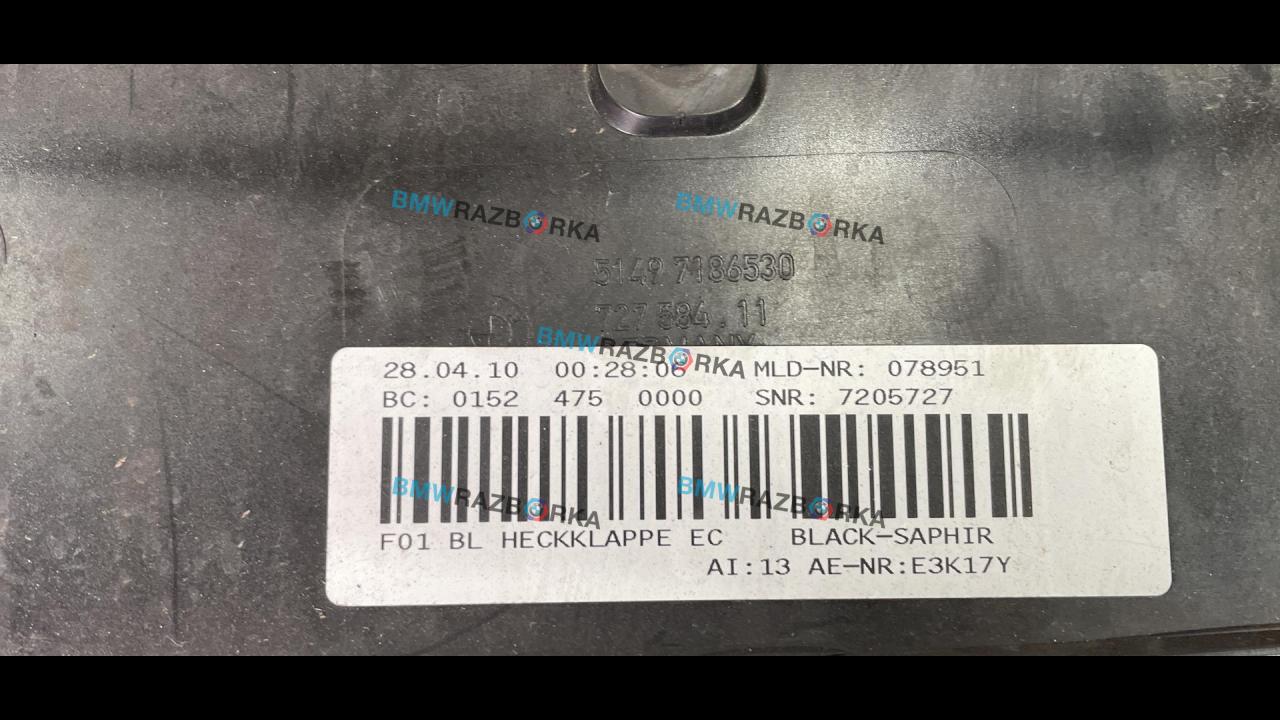 BMWRAZBORKA BMWRAZBORKA
5149 7186530
727 584.11
BMWRAZBORKA
28.04.10 00:28:06 MLD-NR: 078951
BC: 0152 475 0000 SNR: 7205727
BMWRAZBORKA BMWRAZBORKA
F01 BL HECKKLAPPE EC BLACK-SAPHIR
AI:13 AE-NR:E3K17Y